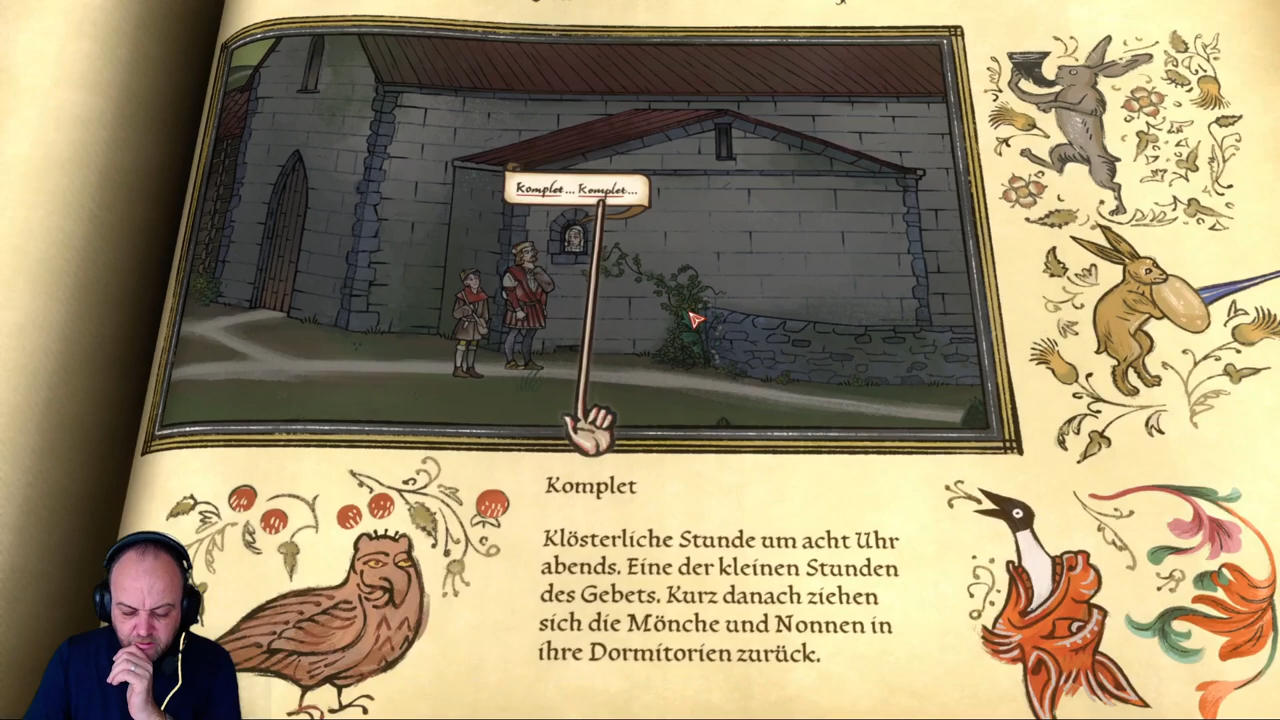 Komplet... Komplet...
Komplet
Klösterliche Stunde um acht Uhr
abends. Eine der kleinen Stunden
des Gebets. Kurz danach ziehen
sich die Mönche und Nonnen in
ihre Dormitorien zurück.